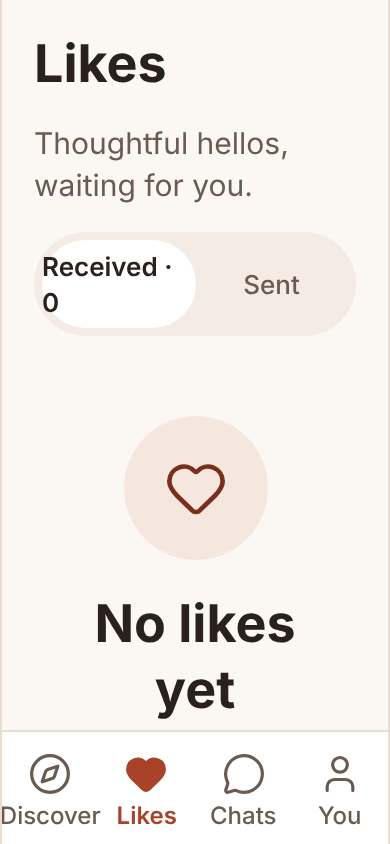 Likes
Thoughtful hellos,
waiting for you.
Received ·
0
Sent
No likes
yet
Discover
Likes
Chats
You